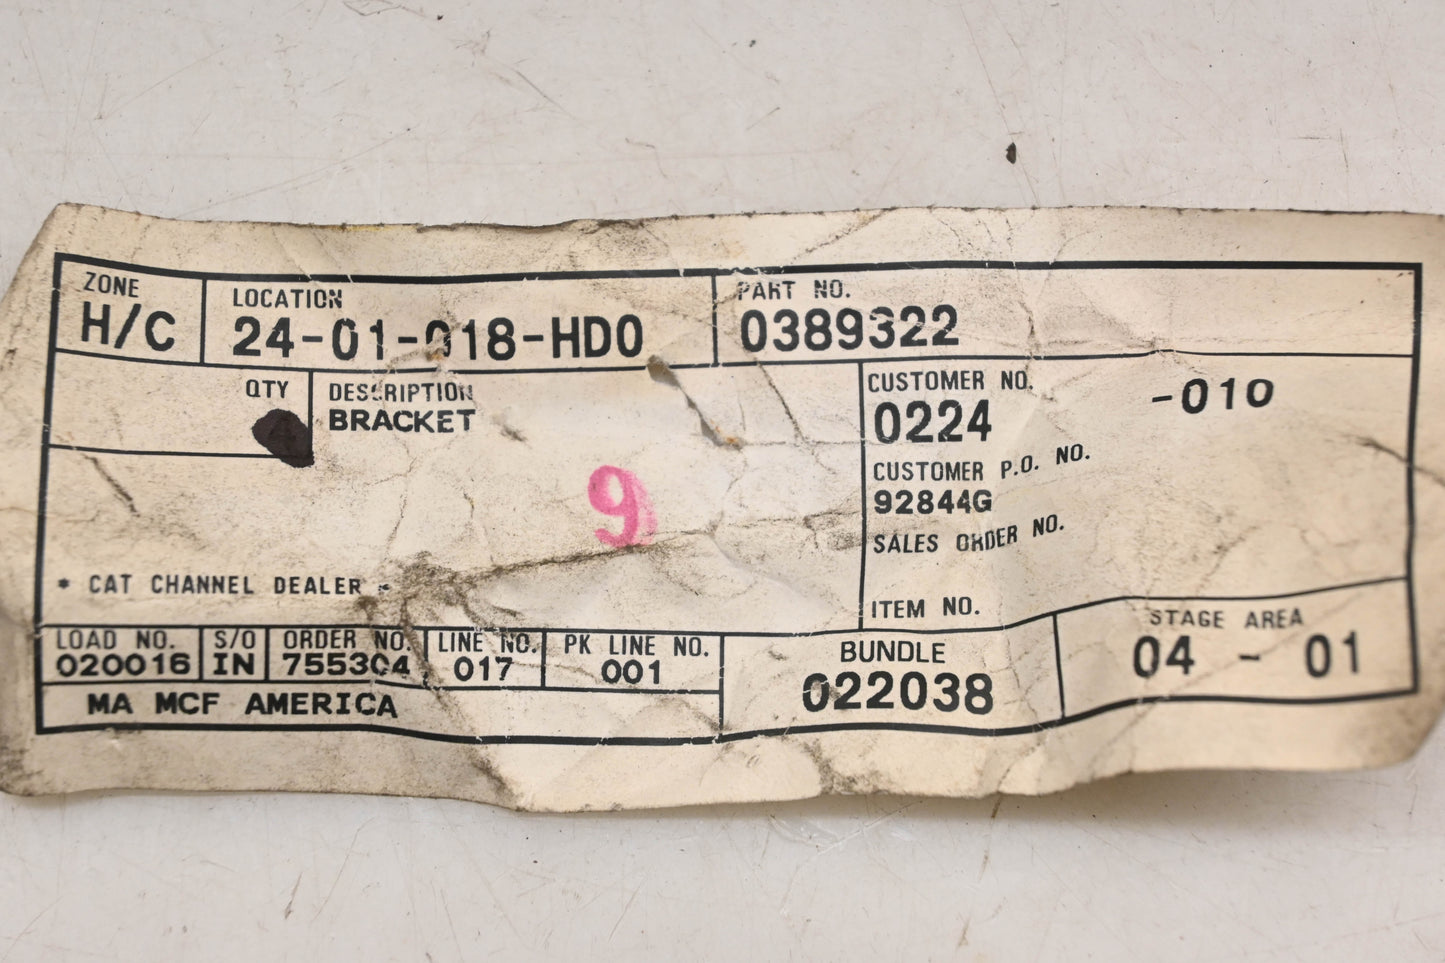 ZONE
H/C
LOCATION
24-01-018-HD0
PART NO.
0389322
QTY
DESCRIPTION
BRACKET
CUSTOMER NO.
0224 -010
CUSTOMER P.O. NO.
92844G
SALES ORDER NO.
ITEM NO.
9
* CAT CHANNEL DEALER *
LOAD NO.
020016
S/O
IN
ORDER NO.
755304
LINE NO.
017
PK LINE NO.
001
MA MCF AMERICA
BUNDLE
022038
STAGE AREA
04 - 01